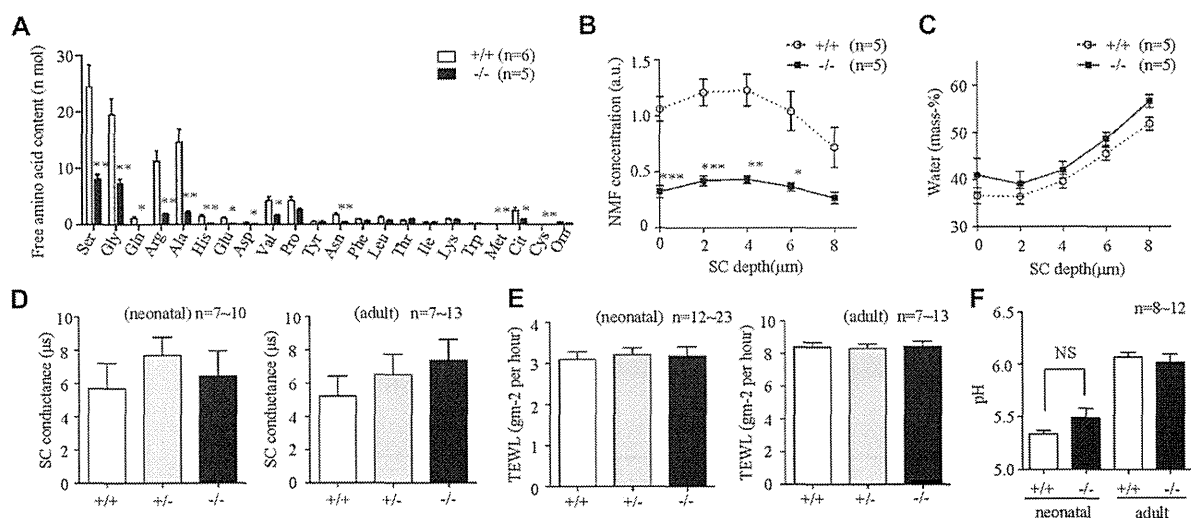 A
Free amino acid content (n mol)
30
20
10
0
+/+ (n=6)
-/- (n=5)
**
**
*
**
**
*
*
*
*
**
**
*
**
Ser
Gly
Gln
Arg
Ala
His
Glu
Asp
Val
Pro
Tyr
Asn
Phe
Leu
Thr
Ile
Lys
Trp
Met
Cit
Cys
Orn
B
NMF concentration (a.u.)
1.5
1.0
0.5
0.0
+/+ (n=5)
-/- (n=5)
***
***
**
*
0 2 4 6 8
SC depth(μm)
C
Water (mass-%)
60
50
40
30
+/+ (n=5)
-/- (n=5)
0 2 4 6 8
SC depth(μm)
D
(neonatal) n=7~10
SC conductance (μs)
10
8
6
4
2
0
+/+ +/- -/-
(adult) n=7~13
SC conductance (μs)
10
8
6
4
2
0
+/+ +/- -/-
E
(neonatal) n=12~23
TEWL (gm-2 per hour)
4
3
2
1
0
+/+ +/- -/-
(adult) n=7~13
TEWL (gm-2 per hour)
10
8
6
4
2
0
+/+ +/- -/-
F
n=8~12
pH
6.5
6.0
5.5
5.0
NS
+/+ -/- +/+ -/-
neonatal adult